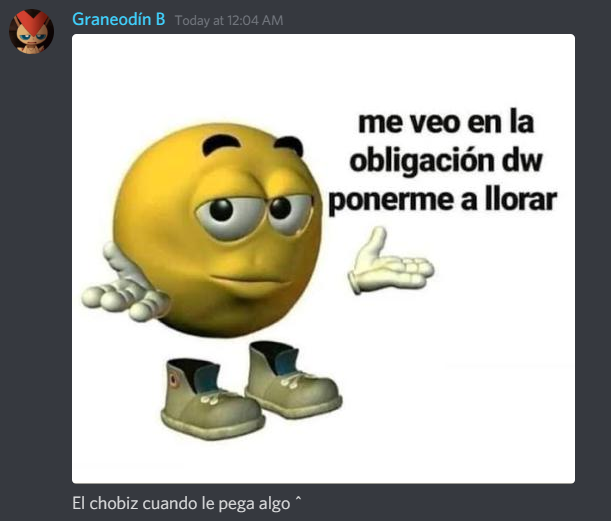 Graneodín B Today at 12:04 AM
me veo en la
obligación dw
ponerme a llorar
El chobiz cuando le pega algo ^